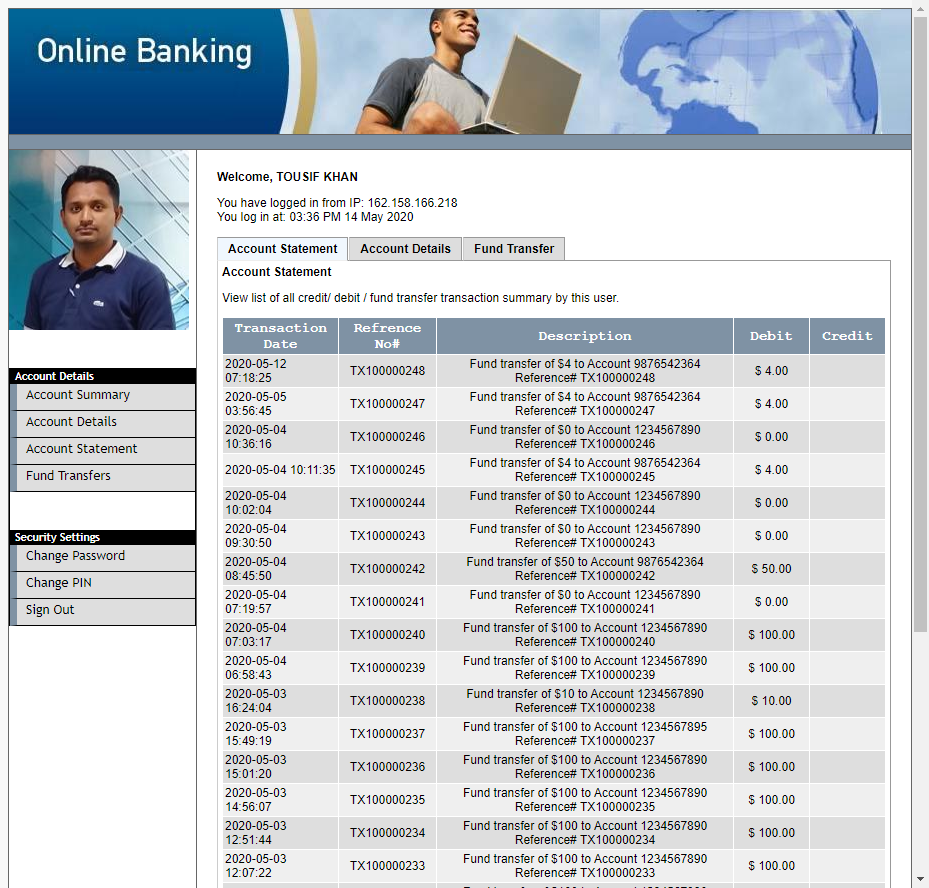 Online Banking
Welcome, TOUSIF KHAN
You have logged in from IP: 162.158.166.218
You log in at: 03:36 PM 14 May 2020
Account Statement
Account Details
Fund Transfer
Account Statement
View list of all credit/ debit / fund transfer transaction summary by this user.
Account Details
Account Summary
Account Details
Account Statement
Fund Transfers
Security Settings
Change Password
Change PIN
Sign Out
Transaction Date Refrence No# Description Debit Credit
2020-05-12 07:18:25 TX100000248 Fund transfer of $4 to Account 9876542364 Reference# TX100000248 $ 4.00
2020-05-05 03:56:45 TX100000247 Fund transfer of $4 to Account 9876542364 Reference# TX100000247 $ 4.00
2020-05-04 10:36:16 TX100000246 Fund transfer of $0 to Account 1234567890 Reference# TX100000246 $ 0.00
2020-05-04 10:11:35 TX100000245 Fund transfer of $4 to Account 9876542364 Reference# TX100000245 $ 4.00
2020-05-04 10:02:04 TX100000244 Fund transfer of $0 to Account 1234567890 Reference# TX100000244 $ 0.00
2020-05-04 09:30:50 TX100000243 Fund transfer of $0 to Account 1234567890 Reference# TX100000243 $ 0.00
2020-05-04 08:45:50 TX100000242 Fund transfer of $50 to Account 9876542364 Reference# TX100000242 $ 50.00
2020-05-04 07:19:57 TX100000241 Fund transfer of $0 to Account 1234567890 Reference# TX100000241 $ 0.00
2020-05-04 07:03:17 TX100000240 Fund transfer of $100 to Account 1234567890 Reference# TX100000240 $ 100.00
2020-05-04 06:58:43 TX100000239 Fund transfer of $100 to Account 1234567890 Reference# TX100000239 $ 100.00
2020-05-03 16:24:04 TX100000238 Fund transfer of $10 to Account 1234567890 Reference# TX100000238 $ 10.00
2020-05-03 15:49:19 TX100000237 Fund transfer of $100 to Account 1234567895 Reference# TX100000237 $ 100.00
2020-05-03 15:01:20 TX100000236 Fund transfer of $100 to Account 1234567890 Reference# TX100000236 $ 100.00
2020-05-03 14:56:07 TX100000235 Fund transfer of $100 to Account 1234567890 Reference# TX100000235 $ 100.00
2020-05-03 12:51:44 TX100000234 Fund transfer of $100 to Account 1234567890 Reference# TX100000234 $ 100.00
2020-05-03 12:07:22 TX100000233 Fund transfer of $100 to Account 1234567890 Reference# TX100000233 $ 100.00